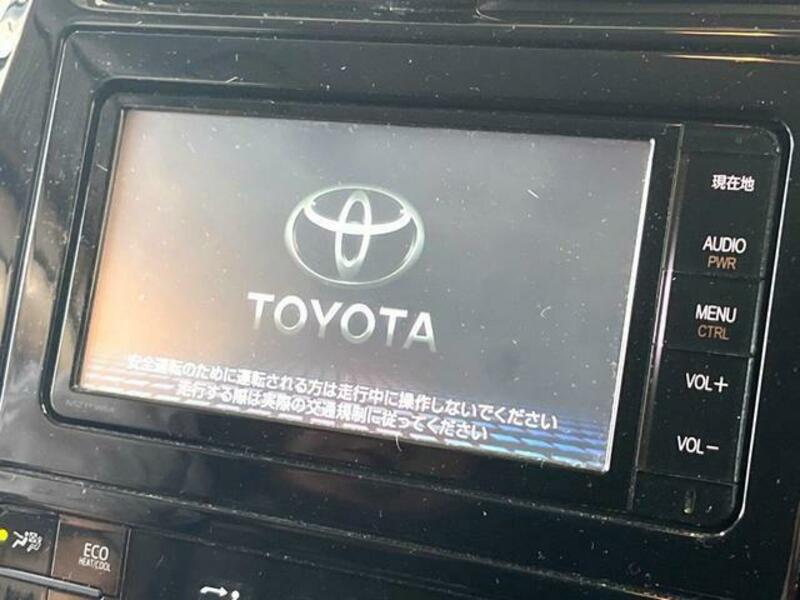 現在地
AUDIO
PWR
MENU
CTRL
VOL+
VOL-
TOYOTA
安全運転のために運転される方は走行中に操作しないでください
走行する際は実際の交通規制に従ってください
ECO
HEAT/COOL